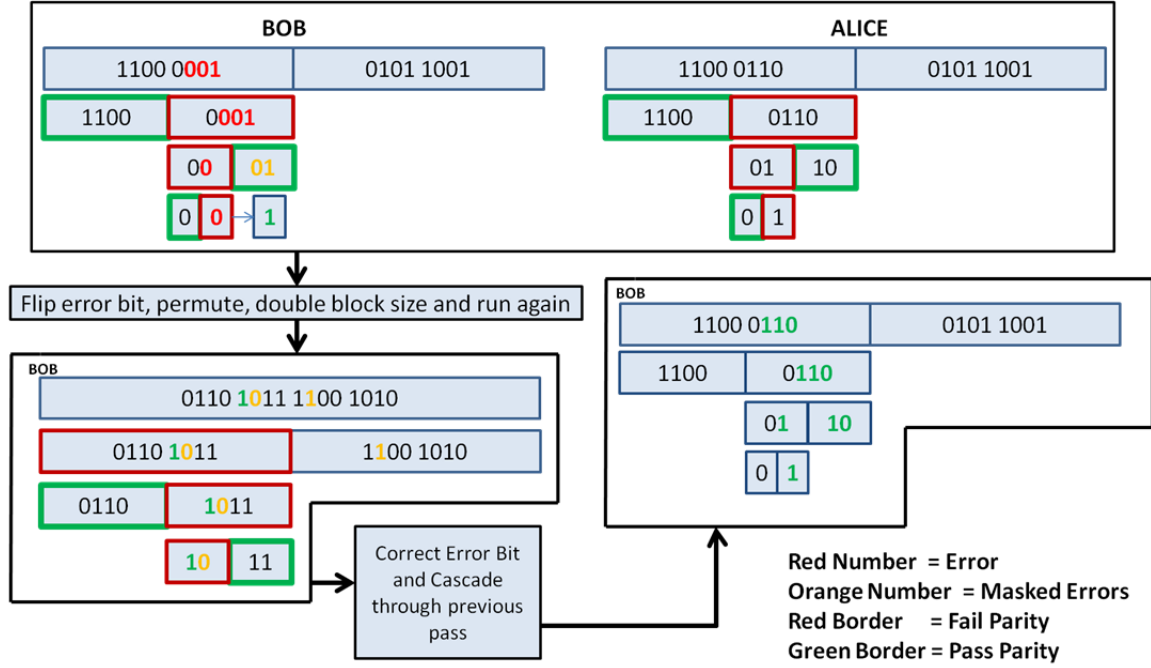 BOB
ALICE
1100 0001
0101 1001
1100 0110
0101 1001
1100
0001
1100
0110
00
01
01
10
0
0
1
0
1
Flip error bit, permute, double block size and run again
BOB
0110 1011 1100 1010
0110 1011
1100 1010
0110
1011
10
11
Correct Error Bit
and Cascade
through previous
pass
BOB
1100 0110
0101 1001
1100
0110
01
10
0
1
Red Number = Error
Orange Number = Masked Errors
Red Border = Fail Parity
Green Border = Pass Parity